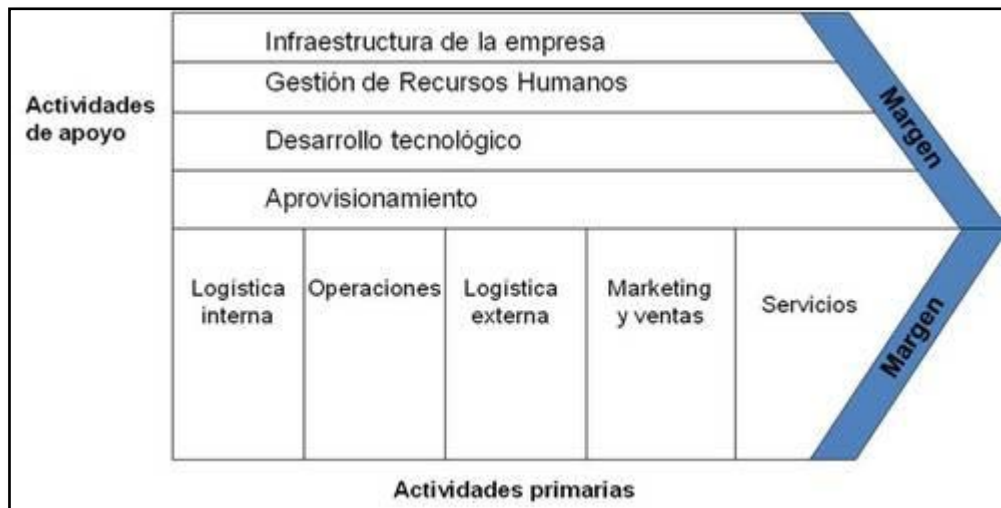 Infraestructura de la empresa
Gestión de Recursos Humanos
Actividades
de apoyo
Desarrollo tecnológico
Aprovisionamiento
Margen
Logística
interna
Operaciones
Logística
externa
Marketing
y ventas
Servicios
Margen
Actividades primarias